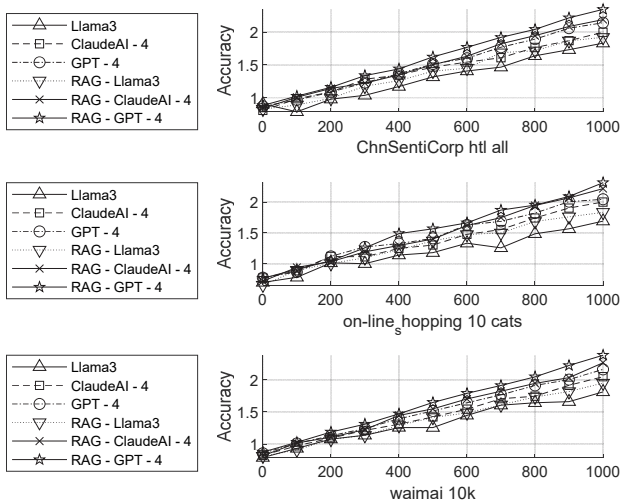 Llama3
ClaudeAI - 4
GPT - 4
RAG - Llama3
RAG - ClaudeAI - 4
RAG - GPT - 4
Accuracy
2
1.5
1
0 200 400 600 800 1000
ChnSentiCorp htl all
Llama3
ClaudeAI - 4
GPT - 4
RAG - Llama3
RAG - ClaudeAI - 4
RAG - GPT - 4
Accuracy
2
1.5
1
0 200 400 600 800 1000
on-line_shopping 10 cats
Llama3
ClaudeAI - 4
GPT - 4
RAG - Llama3
RAG - ClaudeAI - 4
RAG - GPT - 4
Accuracy
2
1.5
1
0 200 400 600 800 1000
waimai 10k